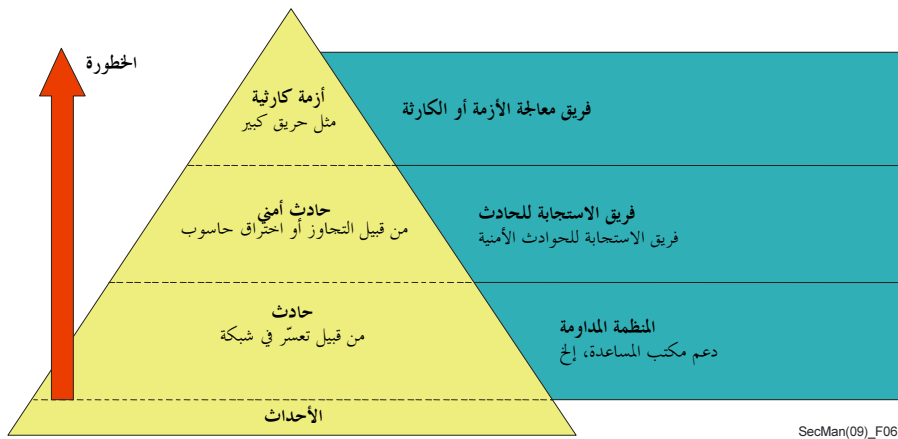 الخطورة
أزمة كارثية
مثل حريق كبير
فريق معالجة الأزمة أو الكارثة
حادث أمني
من قبيل التجاوز أو اختراق حاسوب
فريق الاستجابة للحادث
فريق الاستجابة للحوادث الأمنية
حادث
من قبيل تعسّر في شبكة
المنظمة المداومة
دعم مكتب المساعدة، إلخ
الأحداث
SecMan(09)_F06